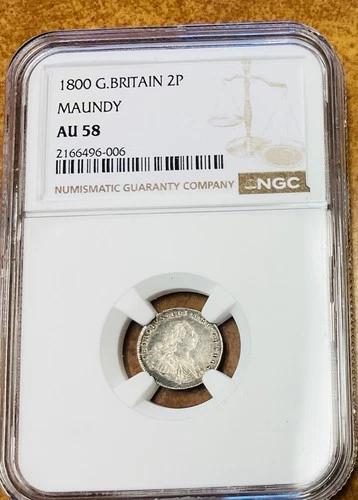 1800 G.BRITAIN 2P
MAUNDY
AU 58
2166496-006
NUMISMATIC GUARANTY COMPANY NGC